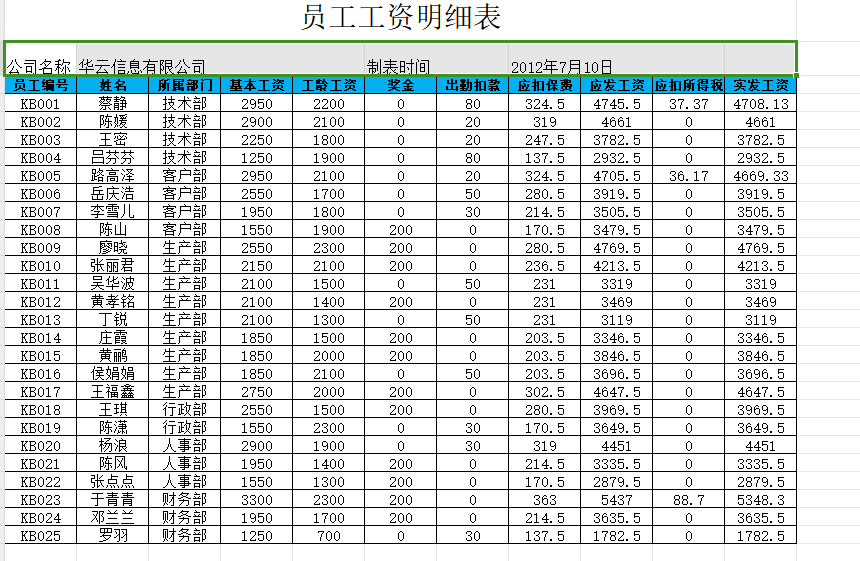 员工工资明细表
公司名称 华云信息有限公司 制表时间 2012年7月10日
员工编号 姓名 所属部门 基本工资 工龄工资 奖金 出勤扣款 应扣保费 应发工资 应扣所得税 实发工资
KB001 蔡静 技术部 2950 2200 0 80 324.5 4745.5 37.37 4708.13
KB002 陈媛 技术部 2900 2100 0 20 319 4661 0 4661
KB003 王密 技术部 2250 1800 0 20 247.5 3782.5 0 3782.5
KB004 吕芬芬 技术部 1250 1900 0 80 137.5 2932.5 0 2932.5
KB005 路高泽 客户部 2950 2100 0 20 324.5 4705.5 36.17 4669.33
KB006 岳庆浩 客户部 2550 1700 0 50 280.5 3919.5 0 3919.5
KB007 李雪儿 客户部 1950 1800 0 30 214.5 3505.5 0 3505.5
KB008 陈山 客户部 1550 1900 200 0 170.5 3479.5 0 3479.5
KB009 廖晓 生产部 2550 2300 200 0 280.5 4769.5 0 4769.5
KB010 张丽君 生产部 2150 2100 200 0 236.5 4213.5 0 4213.5
KB011 吴华波 生产部 2100 1500 0 50 231 3319 0 3319
KB012 黄孝铭 生产部 2100 1400 200 0 231 3469 0 3469
KB013 丁锐 生产部 2100 1300 0 50 231 3119 0 3119
KB014 庄霞 生产部 1850 1500 200 0 203.5 3346.5 0 3346.5
KB015 黄鹂 生产部 1850 2000 200 0 203.5 3846.5 0 3846.5
KB016 侯娟娟 生产部 1850 2100 0 50 203.5 3696.5 0 3696.5
KB017 王福鑫 生产部 2750 2000 200 0 302.5 4647.5 0 4647.5
KB018 王琪 行政部 2550 1500 200 0 280.5 3969.5 0 3969.5
KB019 陈潇 行政部 1550 2300 0 30 170.5 3649.5 0 3649.5
KB020 杨浪 人事部 2900 1900 0 30 319 4451 0 4451
KB021 陈风 人事部 1950 1400 200 0 214.5 3335.5 0 3335.5
KB022 张点点 人事部 1550 1300 200 0 170.5 2879.5 0 2879.5
KB023 于青青 财务部 3300 2300 200 0 363 5437 88.7 5348.3
KB024 邓兰兰 财务部 1950 1700 200 0 214.5 3635.5 0 3635.5
KB025 罗羽 财务部 1250 700 0 30 137.5 1782.5 0 1782.5